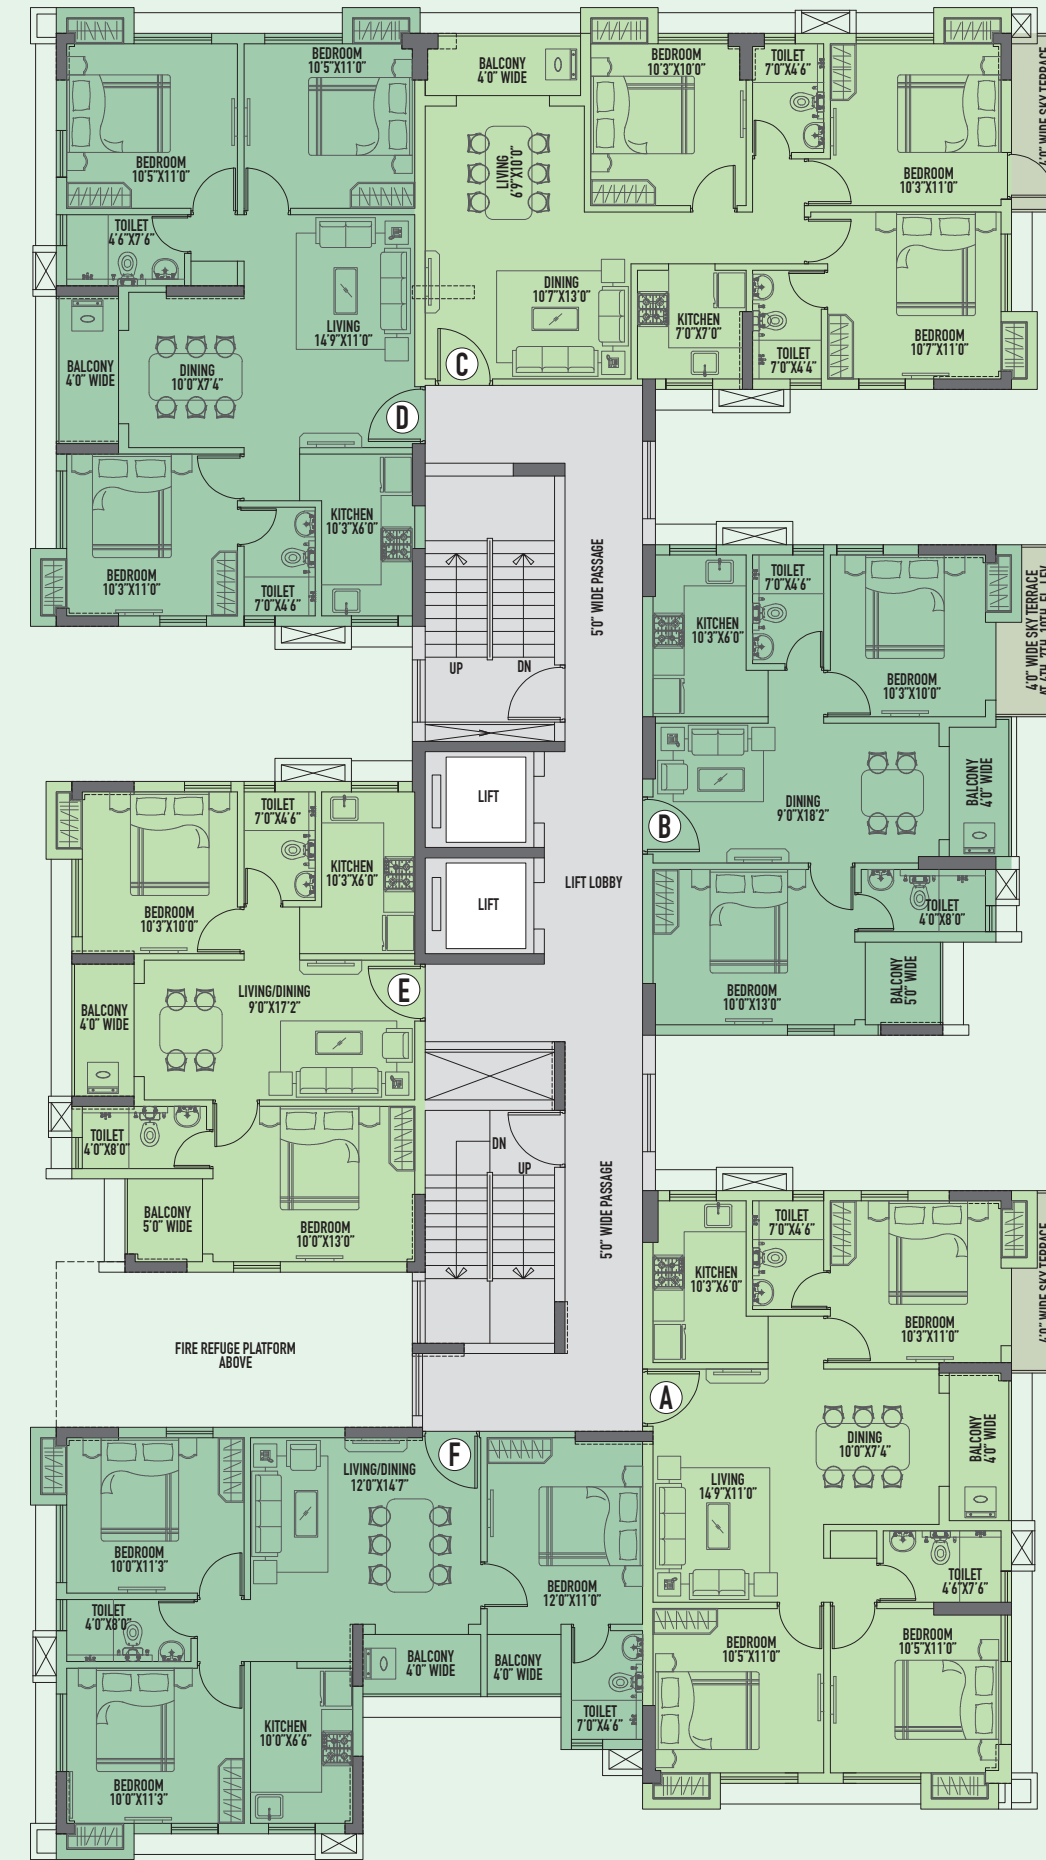 BEDROOM
10'5"X11'0"
BEDROOM
10'5"X11'0"
TOILET
4'6"X7'6"
LIVING
14'9"X11'0"
BALCONY
4'0" WIDE
DINING
10'0"X7'4"
D
BEDROOM
10'3"X11'0"
TOILET
7'0"X4'6"
KITCHEN
10'3"X6'0"
BALCONY
4'0" WIDE
LIVING
6'9"X10'0"
BEDROOM
10'3"X10'0"
TOILET
7'0"X4'6"
BEDROOM
10'3"X11'0"
4'0" WIDE SKY TERRACE
DINING
10'7"X13'0"
C
KITCHEN
7'0"X7'0"
TOILET
7'0"X4'4"
BEDROOM
10'7"X11'0"
5'0" WIDE PASSAGE
UP
DN
LIFT
LIFT
LIFT LOBBY
KITCHEN
10'3"X6'0"
TOILET
7'0"X4'6"
BEDROOM
10'3"X10'0"
4'0" WIDE SKY TERRACE
B
DINING
9'0"X18'2"
BALCONY
4'0" WIDE
TOILET
4'0"X8'0"
BEDROOM
10'0"X13'0"
BALCONY
5'0" WIDE
BEDROOM
10'3"X10'0"
TOILET
7'0"X4'6"
KITCHEN
10'3"X6'0"
BALCONY
4'0" WIDE
LIVING/DINING
9'0"X17'2"
E
TOILET
4'0"X8'0"
BALCONY
5'0" WIDE
BEDROOM
10'0"X13'0"
DN
UP
5'0" WIDE PASSAGE
FIRE REFUGE PLATFORM
ABOVE
KITCHEN
10'3"X6'0"
TOILET
7'0"X4'6"
BEDROOM
10'3"X11'0"
4'0" WIDE SKY TERRACE
A
DINING
10'0"X7'4"
BALCONY
4'0" WIDE
LIVING
14'9"X11'0"
TOILET
4'6"X7'6"
BEDROOM
10'5"X11'0"
BEDROOM
10'5"X11'0"
F
LIVING/DINING
12'0"X14'7"
BEDROOM
10'0"X11'3"
BEDROOM
12'0"X11'0"
TOILET
4'0"X8'0"
BALCONY
4'0" WIDE
BALCONY
4'0" WIDE
TOILET
7'0"X4'6"
KITCHEN
10'0"X6'6"
BEDROOM
10'0"X11'3"